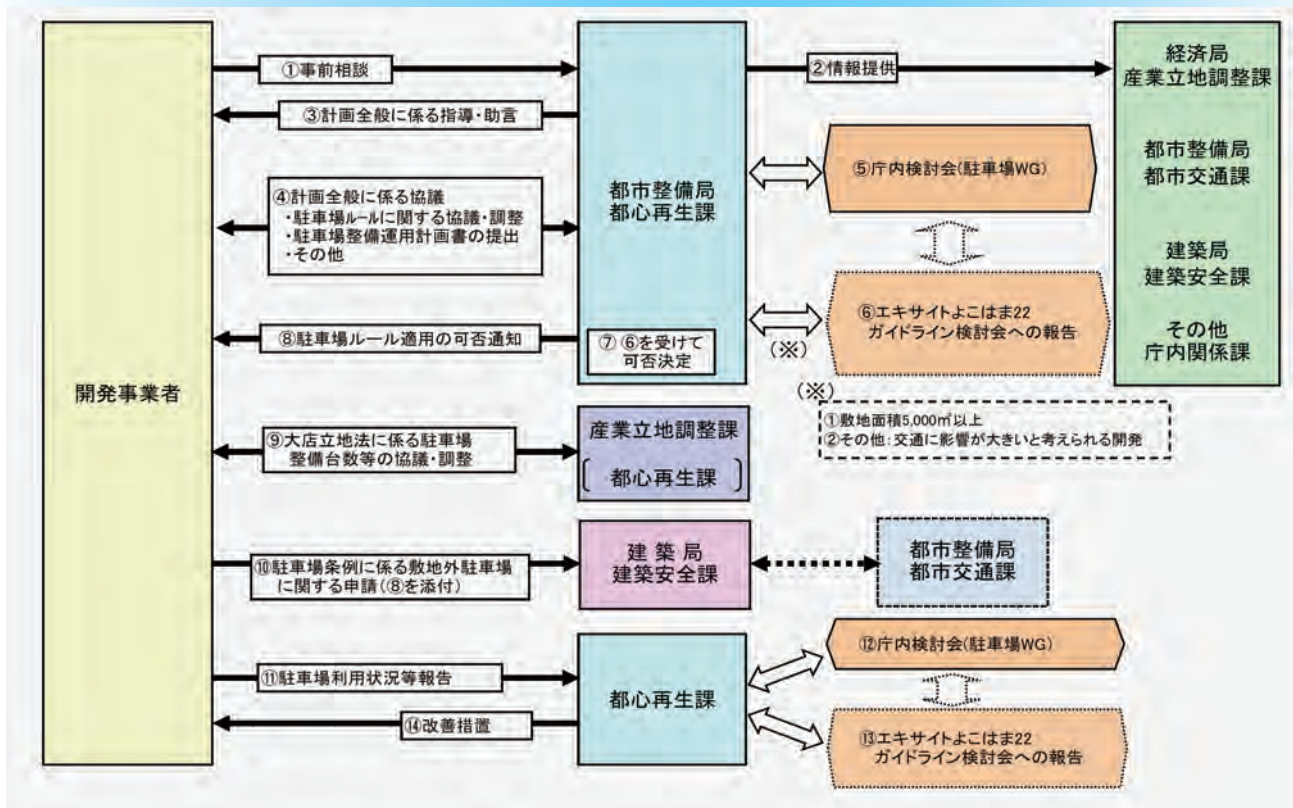 ①事前相談
②情報提供
経済局
産業立地調整課
③計画全般に係る指導・助言
都市整備局
都心再生課
⑤庁内検討会(駐車場WG)
都市整備局
都市交通課
④計画全般に係る協議
・駐車場ルールに関する協議・調整
・駐車場整備運用計画書の提出
・その他
建築局
建築安全課
⑥エキサイトよこはま22
ガイドライン検討会への報告
(※)
その他
庁内関係課
⑧駐車場ルール適用の可否通知
⑦ ⑥を受けて
可否決定
開発事業者
(※)
①敷地面積5,000㎡以上
②その他：交通に影響が大きいと考えられる開発
⑨大店立地法に係る駐車場
整備台数等の協議・調整
産業立地調整課
〔 都心再生課 〕
⑩駐車場条例に係る敷地外駐車場
に関する申請(⑧を添付)
建築局
建築安全課
都市整備局
都市交通課
⑪駐車場利用状況等報告
⑭改善措置
都心再生課
⑫庁内検討会(駐車場WG)
⑬エキサイトよこはま22
ガイドライン検討会への報告